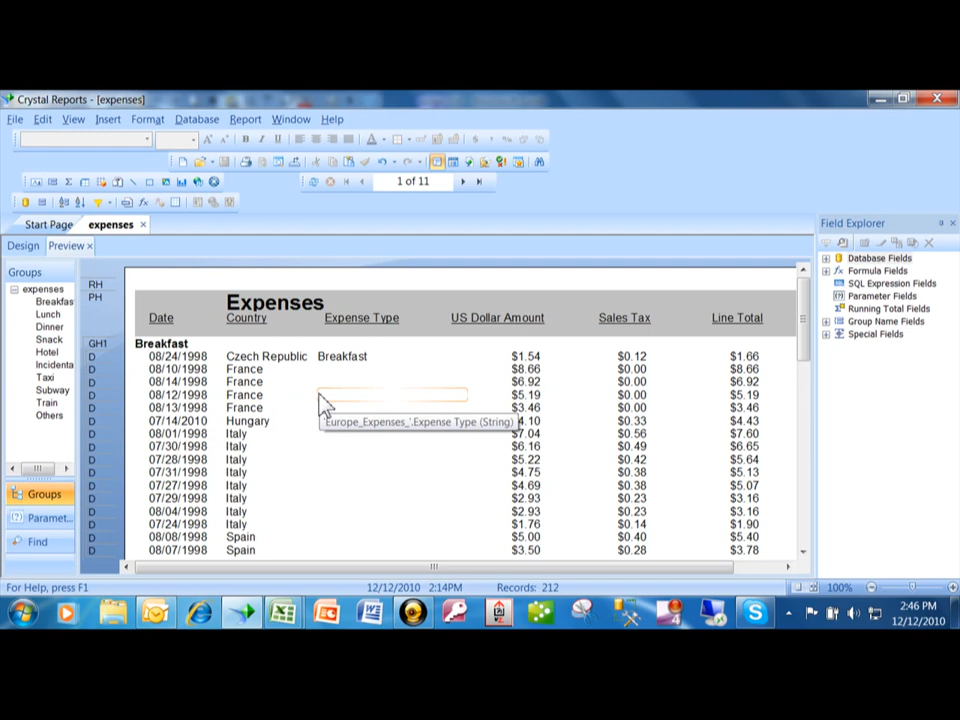 Crystal Reports - [expenses]
File Edit View Insert Format Database Report Window Help
1 of 11
Start Page expenses
Design Preview
Groups
expenses
Breakfas
Lunch
Dinner
Snack
Hotel
Incidenta
Taxi
Subway
Train
Others
Groups
Paramet...
Find
RH
PH
Expenses
Date Country Expense Type US Dollar Amount Sales Tax Line Total
GH1 Breakfast
D 08/24/1998 Czech Republic Breakfast $1.54 $0.12 $1.66
D 08/10/1998 France $8.66 $0.00 $8.66
D 08/14/1998 France $6.92 $0.00 $6.92
D 08/12/1998 France $5.19 $0.00 $5.19
D 08/13/1998 France $3.46 $0.00 $3.46
'Europe_Expenses_'.Expense Type (String)
D 07/14/2010 Hungary $4.10 $0.33 $4.43
D 08/01/1998 Italy $7.04 $0.56 $7.60
D 07/30/1998 Italy $6.16 $0.49 $6.65
D 07/28/1998 Italy $5.22 $0.42 $5.64
D 07/31/1998 Italy $4.75 $0.38 $5.13
D 07/27/1998 Italy $4.69 $0.38 $5.07
D 07/29/1998 Italy $2.93 $0.23 $3.16
D 08/04/1998 Italy $2.93 $0.23 $3.16
D 07/24/1998 Italy $1.76 $0.14 $1.90
D 08/08/1998 Spain $5.00 $0.40 $5.40
D 08/07/1998 Spain $3.50 $0.28 $3.78
Field Explorer
Database Fields
Formula Fields
SQL Expression Fields
Parameter Fields
Running Total Fields
Group Name Fields
Special Fields
For Help, press F1 12/12/2010 2:14PM Records: 212 100%
2:46 PM
12/12/2010